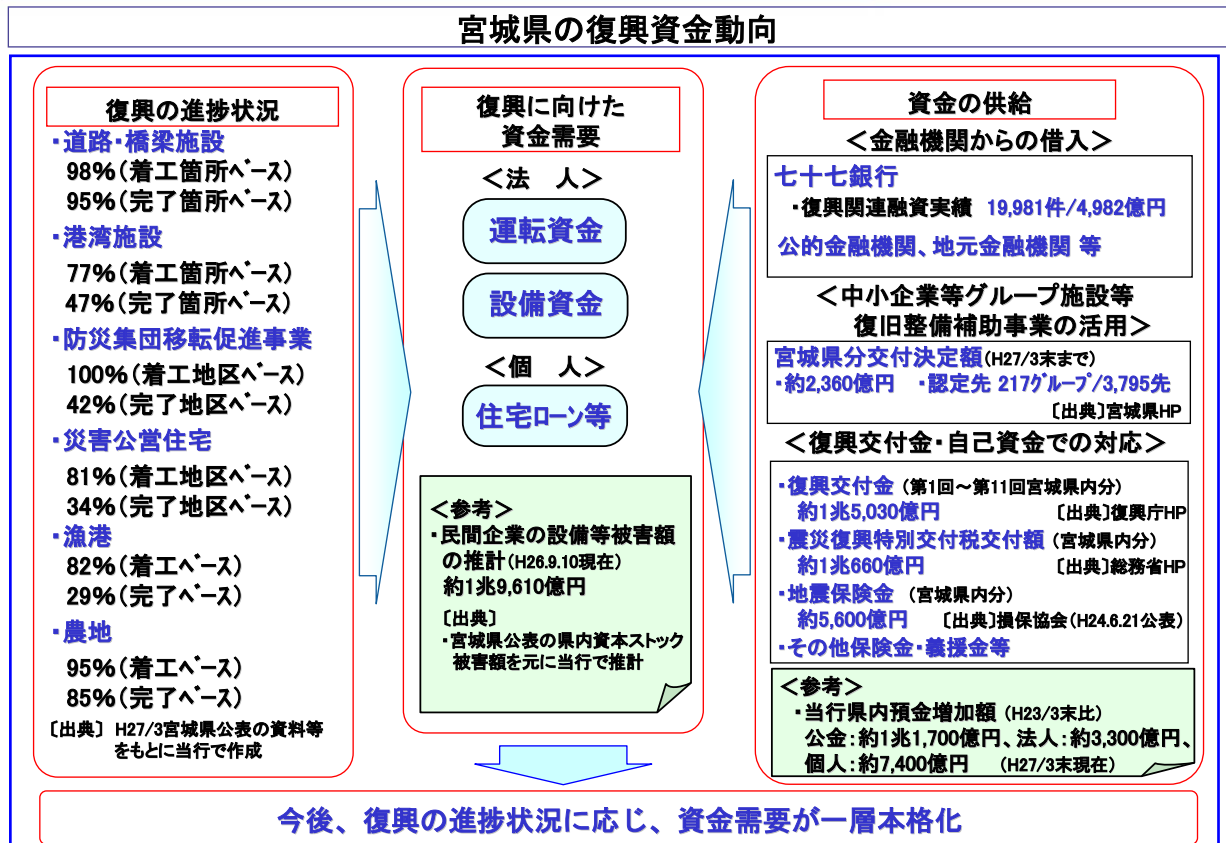 宮城県の復興資金動向
復興の進捗状況
・道路・橋梁施設
98%(着工箇所ベース)
95%(完了箇所ベース)
・港湾施設
77%(着工箇所ベース)
47%(完了箇所ベース)
・防災集団移転促進事業
100%(着工地区ベース)
42%(完了地区ベース)
・災害公営住宅
81%(着工地区ベース)
34%(完了地区ベース)
・漁港
82%(着工ベース)
29%(完了ベース)
・農地
95%(着工ベース)
85%(完了ベース)
〔出典〕 H27/3宮城県公表の資料等
をもとに当行で作成
復興に向けた
資金需要
<法 人>
運転資金
設備資金
<個 人>
住宅ローン等
<参考>
・民間企業の設備等被害額
の推計(H26.9.10現在)
約1兆9,610億円
〔出典〕
・宮城県公表の県内資本ストック
被害額を元に当行で推計
資金の供給
<金融機関からの借入>
七十七銀行
・復興関連融資実績 19,981件/4,982億円
公的金融機関、地元金融機関 等
<中小企業等グループ施設等
復旧整備補助事業の活用>
宮城県分交付決定額(H27/3末まで)
・約2,360億円 ・認定先 217グループ/3,795先
〔出典〕宮城県HP
<復興交付金・自己資金での対応>
・復興交付金 (第1回~第11回宮城県内分)
約1兆5,030億円 〔出典〕復興庁HP
・震災復興特別交付税交付額 (宮城県内分)
約1兆660億円 〔出典〕総務省HP
・地震保険金 (宮城県内分)
約5,600億円 〔出典〕損保協会(H24.6.21公表)
・その他保険金・義援金等
<参考>
・当行県内預金増加額 (H23/3末比)
公金:約1兆1,700億円、法人:約3,300億円、
個人:約7,400億円 (H27/3末現在)
今後、復興の進捗状況に応じ、資金需要が一層本格化